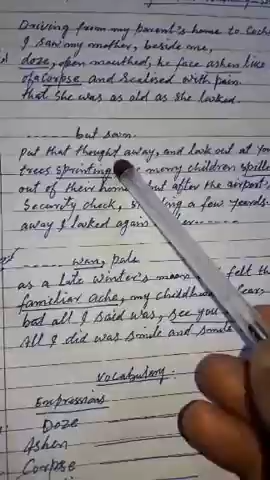 Driving from my parent's home to Coch
I saw my mother, beside me,
doze, open mouthed, he face ashen like
of a corpse and realised with pain.
that she was as old as she looked.
------- but soon.
put that thought away, and look out at You
trees sprinting, merry children spille
out of their home but after the airport's
Security check, standing a few yards.
away I looked again
------- wan, pale
as a late winter's moon felt th
familiar ache, my childhood fear
but all I said was, see you
All I did was smile and smile
Vocabulary.
Expressions
Doze
Ashen
Corpse